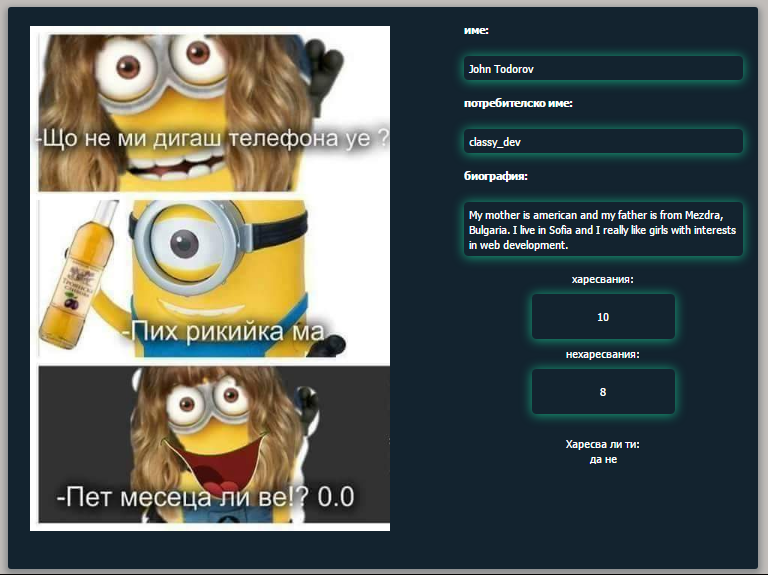 -Що не ми дигаш телефона уе ?
ТРОЯНСКА
СЛИВОВА
-Пих рикийка ма
-Пет месеца ли ве!? 0.0
име:
John Todorov
потребителско име:
classy_dev
биография:
My mother is american and my father is from Mezdra,
Bulgaria. I live in Sofia and I really like girls with interests
in web development.
харесвания:
10
нехаресвания:
8
Харесва ли ти:
да не